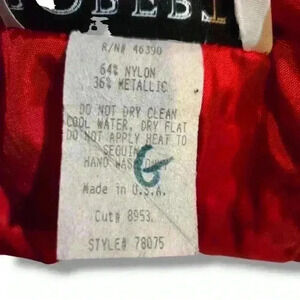 R/N# 46390
64% NYLON
36% METALLIC
DO NOT DRY CLEAN
COOL WATER, DRY FLAT
DO NOT APPLY HEAT TO
SEQUIN
HAND WASH ONLY
G
Made in U.S.A.
Cut# 8953
STYLE# 78075